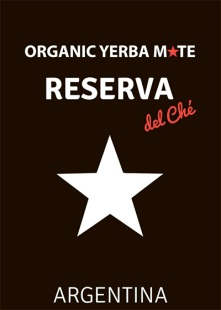 ORGANIC YERBA M★TE
RESERVA
del Ché
ARGENTINA